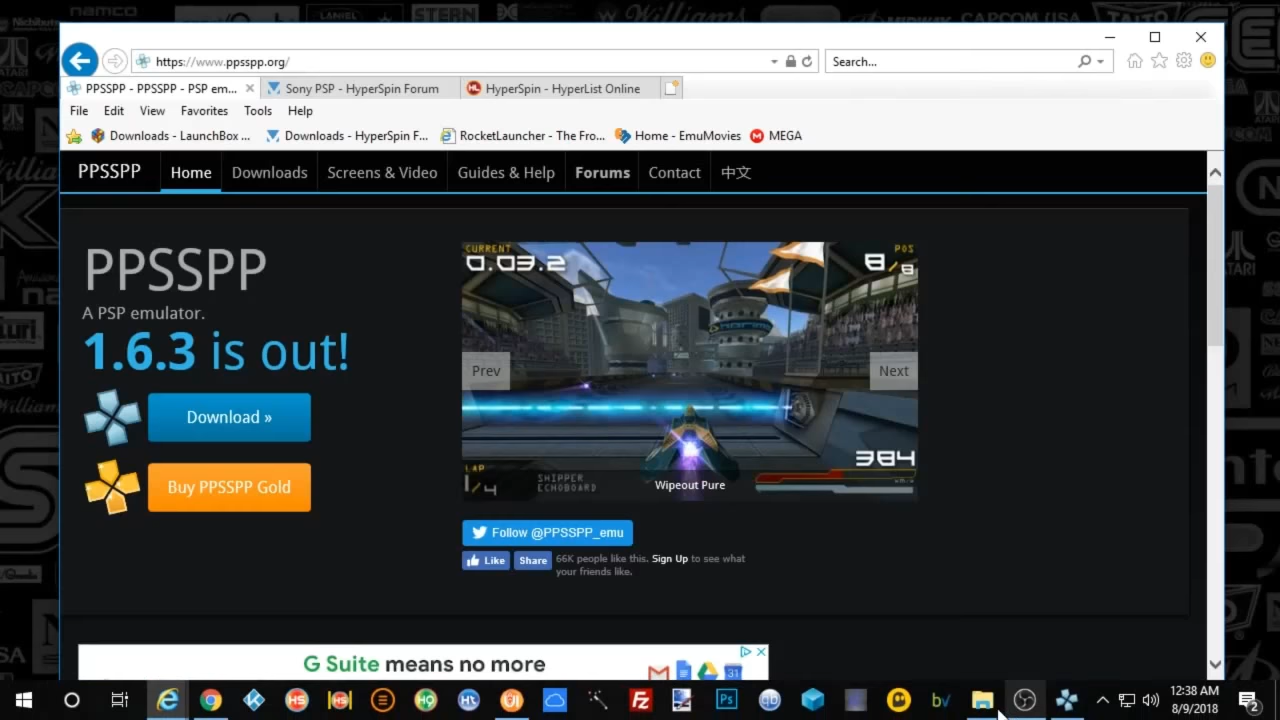 https://www.ppsspp.org/
Search...
PPSSPP - PPSSPP - PSP em...
Sony PSP - HyperSpin Forum
HyperSpin - HyperList Online
File Edit View Favorites Tools Help
Downloads - LaunchBox ...
Downloads - HyperSpin F...
RocketLauncher - The Fro...
Home - EmuMovies
MEGA
PPSSPP
Home
Downloads
Screens & Video
Guides & Help
Forums
Contact
中文
PPSSPP
A PSP emulator.
1.6.3 is out!
Download »
Buy PPSSPP Gold
CURRENT
0.03.2
POS
8/8
Prev
Next
LAP
1/4
SHIPPER
ECHOBOARD
384
Wipeout Pure
Follow @PPSSPP_emu
Like
Share
66K people like this. Sign Up to see what
your friends like.
G Suite means no more
12:38 AM
8/9/2018
2